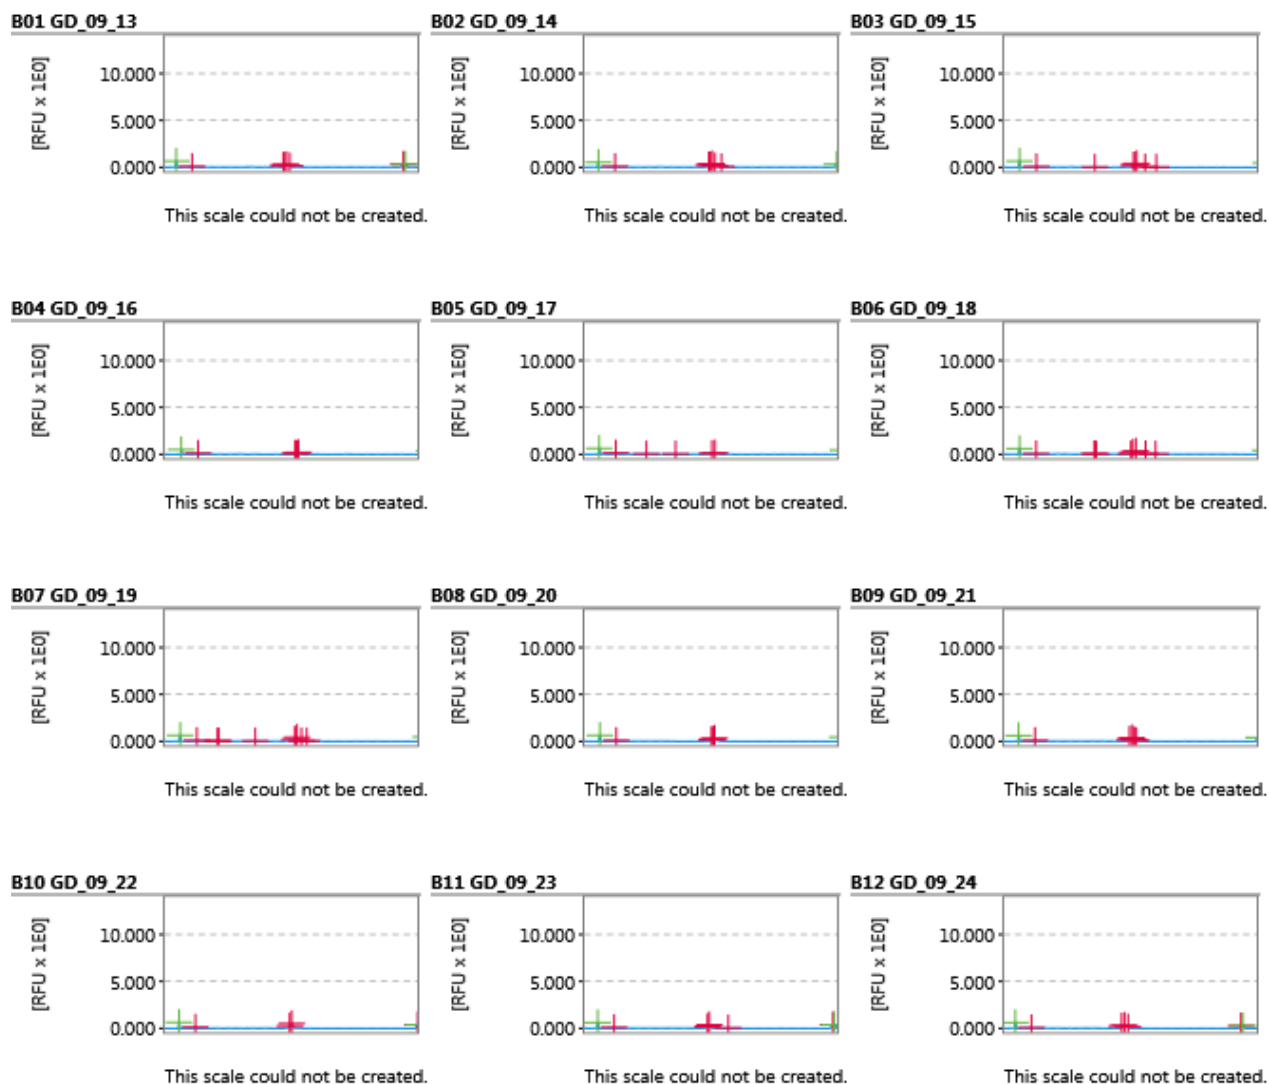 B01 GD_09_13 B02 GD_09_14 B03 GD_09_15
[RFU x 1E0] 10.000 [RFU x 1E0] 10.000 [RFU x 1E0] 10.000
5.000 5.000 5.000
0.000 0.000 0.000
This scale could not be created. This scale could not be created. This scale could not be created.
B04 GD_09_16 B05 GD_09_17 B06 GD_09_18
[RFU x 1E0] 10.000 [RFU x 1E0] 10.000 [RFU x 1E0] 10.000
5.000 5.000 5.000
0.000 0.000 0.000
This scale could not be created. This scale could not be created. This scale could not be created.
B07 GD_09_19 B08 GD_09_20 B09 GD_09_21
[RFU x 1E0] 10.000 [RFU x 1E0] 10.000 [RFU x 1E0] 10.000
5.000 5.000 5.000
0.000 0.000 0.000
This scale could not be created. This scale could not be created. This scale could not be created.
B10 GD_09_22 B11 GD_09_23 B12 GD_09_24
[RFU x 1E0] 10.000 [RFU x 1E0] 10.000 [RFU x 1E0] 10.000
5.000 5.000 5.000
0.000 0.000 0.000
This scale could not be created. This scale could not be created. This scale could not be created.